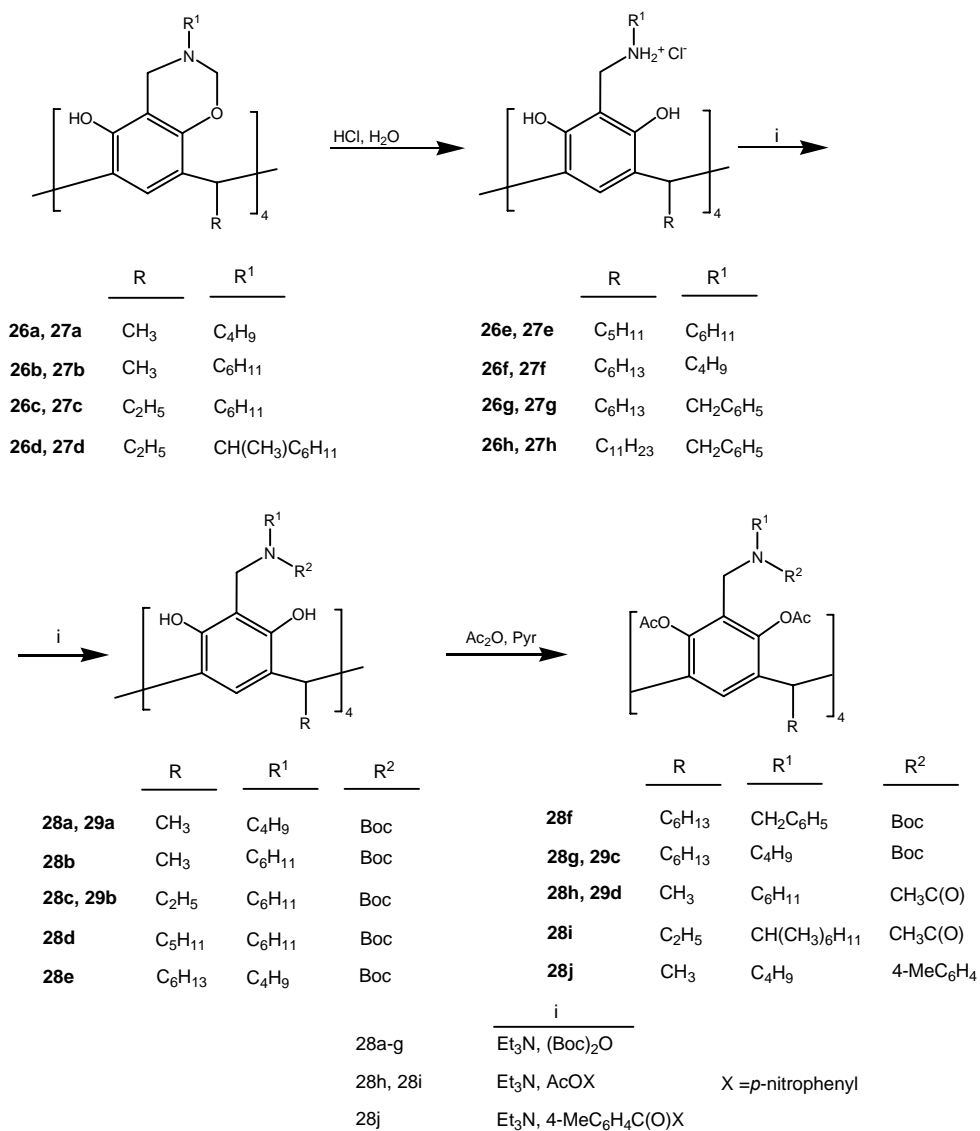 R¹
N
O
HO
R
4
HCl, H₂O
R¹
NH₂⁺ Cl⁻
HO
OH
R
4
i
R R¹
26a, 27a CH₃ C₄H₉
26b, 27b CH₃ C₆H₁₁
26c, 27c C₂H₅ C₆H₁₁
26d, 27d C₂H₅ CH(CH₃)C₆H₁₁
R R¹
26e, 27e C₅H₁₁ C₆H₁₁
26f, 27f C₆H₁₃ C₄H₉
26g, 27g C₆H₁₃ CH₂C₆H₅
26h, 27h C₁₁H₂₃ CH₂C₆H₅
i
R¹
N
R²
HO
OH
R
4
Ac₂O, Pyr
R¹
N
R²
AcO
OAc
R
4
R R¹ R²
28a, 29a CH₃ C₄H₉ Boc
28b CH₃ C₆H₁₁ Boc
28c, 29b C₂H₅ C₆H₁₁ Boc
28d C₅H₁₁ C₆H₁₁ Boc
28e C₆H₁₃ C₄H₉ Boc
R R¹ R²
28f C₆H₁₃ CH₂C₆H₅ Boc
28g, 29c C₆H₁₃ C₄H₉ Boc
28h, 29d CH₃ C₆H₁₁ CH₃C(O)
28i C₂H₅ CH(CH₃)₆H₁₁ CH₃C(O)
28j CH₃ C₄H₉ 4-MeC₆H₄
i
28a-g Et₃N, (Boc)₂O
28h, 28i Et₃N, AcOX X =p-nitrophenyl
28j Et₃N, 4-MeC₆H₄C(O)X